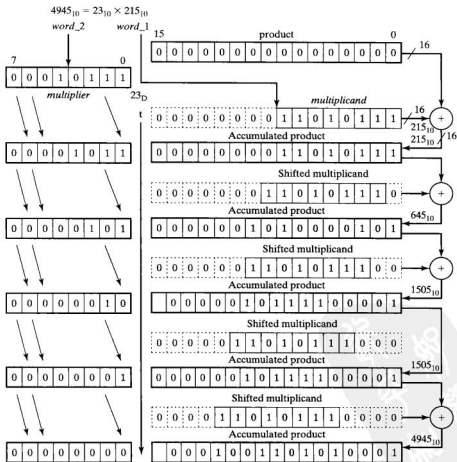 4945₁₀ = 23₁₀ × 215₁₀
word_2 word_1
15 product 0
0 0 0 0 0 0 0 0 0 0 0 0 0 0 0 0 16
7 0
0 0 0 1 0 1 1 1
multiplier 23D
t
multiplicand
0 0 0 0 0 0 0 0 1 1 0 1 0 1 1 1 16 +
215₁₀
Accumulated product 215₁₀ 16
0 0 0 0 1 0 1 1 0 0 0 0 0 0 0 0 1 1 0 1 0 1 1 1
Shifted multiplicand
0 0 0 0 0 0 0 1 1 0 1 0 1 1 1 0 +
Accumulated product
0 0 0 0 0 1 0 1 0 0 0 0 0 0 1 0 1 0 0 0 0 1 0 1 645₁₀
Shifted multiplicand
0 0 0 0 0 0 1 1 0 1 0 1 1 1 0 0 +
Accumulated product 1505₁₀
0 0 0 0 0 0 1 0 0 0 0 0 0 1 0 1 1 1 1 0 0 0 0 1
Shifted multiplicand
0 0 0 0 0 1 1 0 1 0 1 1 1 0 0 0
Accumulated product 1505₁₀
0 0 0 0 0 0 0 1 0 0 0 0 0 1 0 1 1 1 1 0 0 0 0 1
Shifted multiplicand
0 0 0 0 1 1 0 1 0 1 1 1 0 0 0 0 +
Accumulated product 4945₁₀
0 0 0 0 0 0 0 0 0 0 0 1 0 0 1 1 0 1 0 1 0 0 0 1